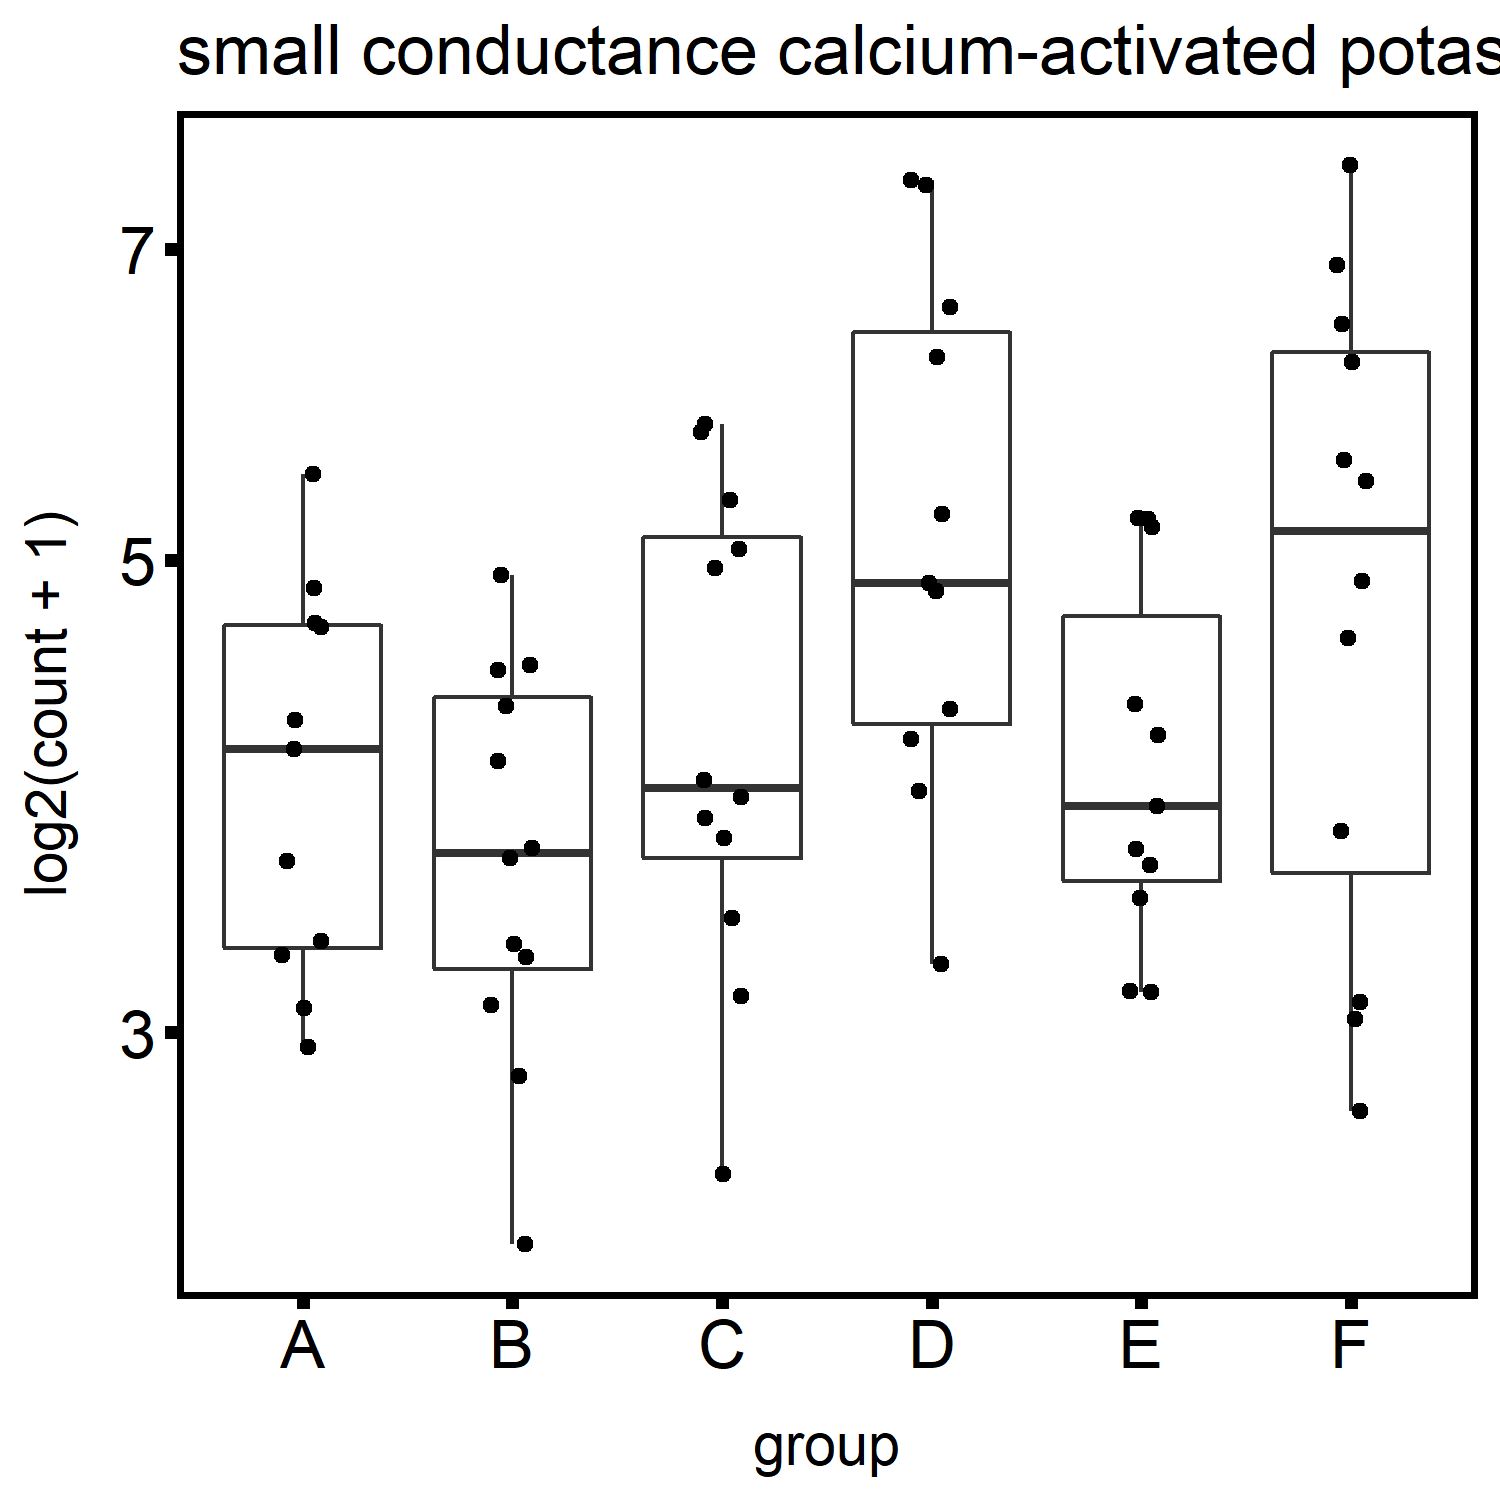 small conductance calcium-activated potas
log2(count + 1)
7
5
3
A B C D E F
group